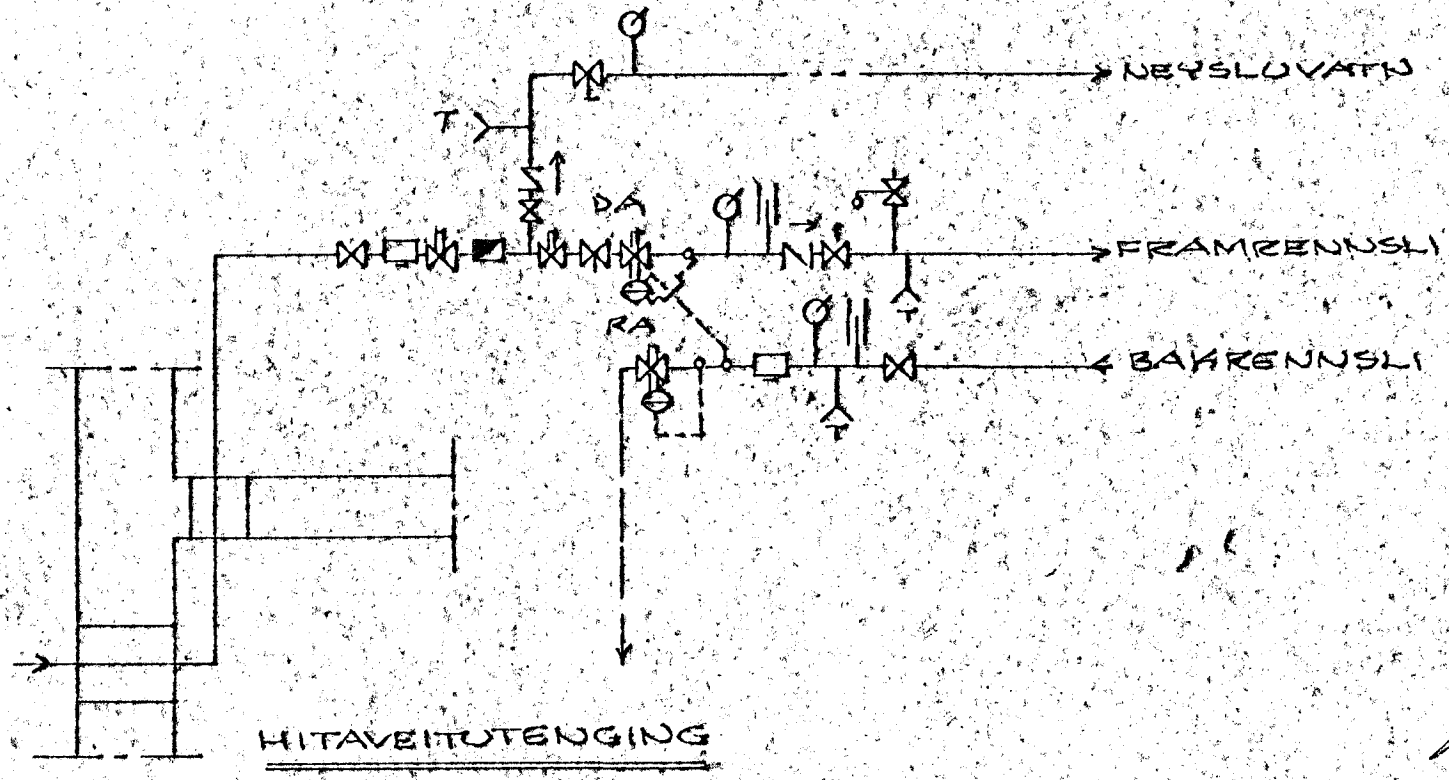 NEYSLUVATN
T
DA
FRAMRENNSLI
T
RA
BAKRENNSLI
T
HITAVEITUTENGING